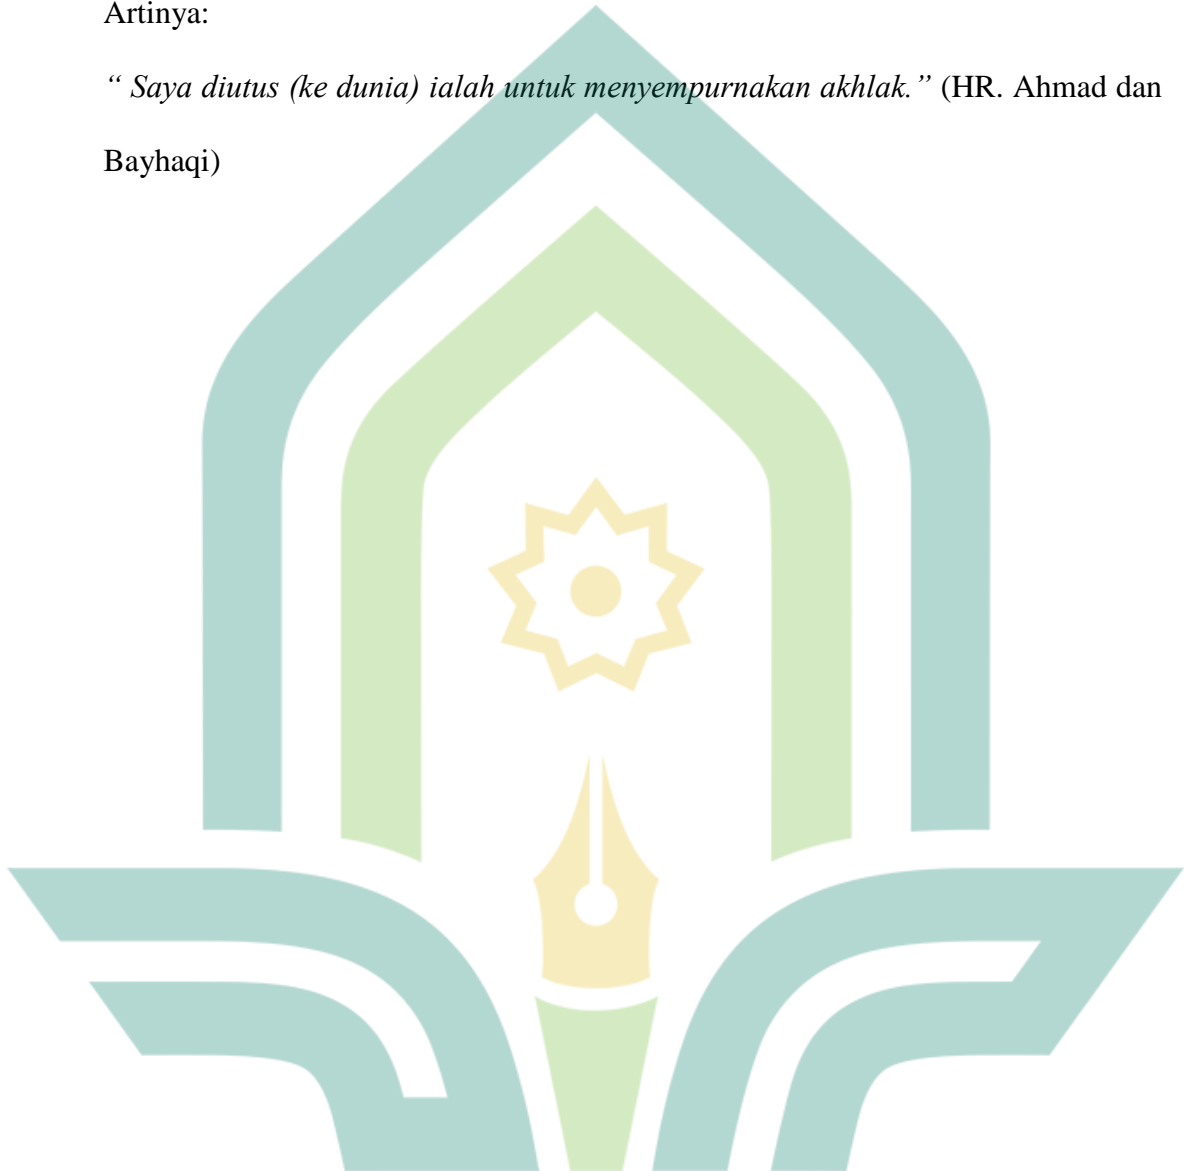 Artinya:
“ Saya diutus (ke dunia) ialah untuk menyempurnakan akhlak.” (HR. Ahmad dan
Bayhaqi)